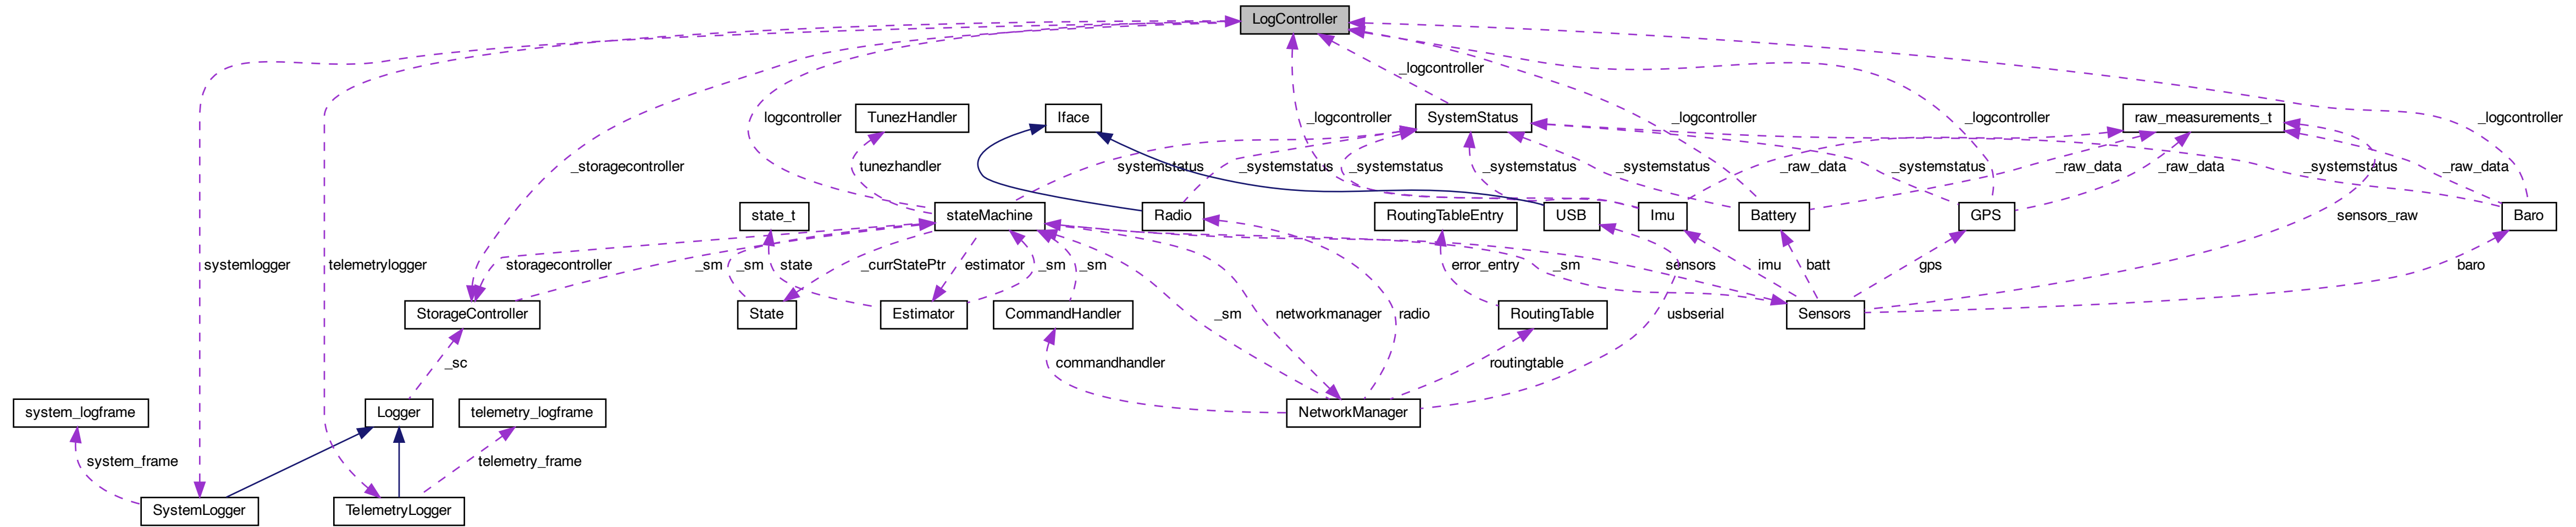 LogController
_logcontroller
TunezHandler
Iface
SystemStatus
raw_measurements_t
logcontroller
_logcontroller
_logcontroller
_logcontroller
_logcontroller
_storagecontroller
tunezhandler
systemstatus
_systemstatus
_systemstatus
_systemstatus
_systemstatus
_raw_data
_systemstatus
_raw_data
_raw_data
_systemstatus
_raw_data
state_t
stateMachine
Radio
RoutingTableEntry
USB
Imu
Battery
GPS
Baro
sensors_raw
systemlogger
telemetrylogger
storagecontroller
_sm
_sm
state
_currStatePtr
estimator
_sm
_sm
error_entry
_sm
sensors
imu
batt
gps
baro
StorageController
State
Estimator
CommandHandler
_sm
networkmanager
radio
RoutingTable
usbserial
Sensors
_sc
commandhandler
routingtable
system_logframe
Logger
telemetry_logframe
NetworkManager
system_frame
telemetry_frame
SystemLogger
TelemetryLogger